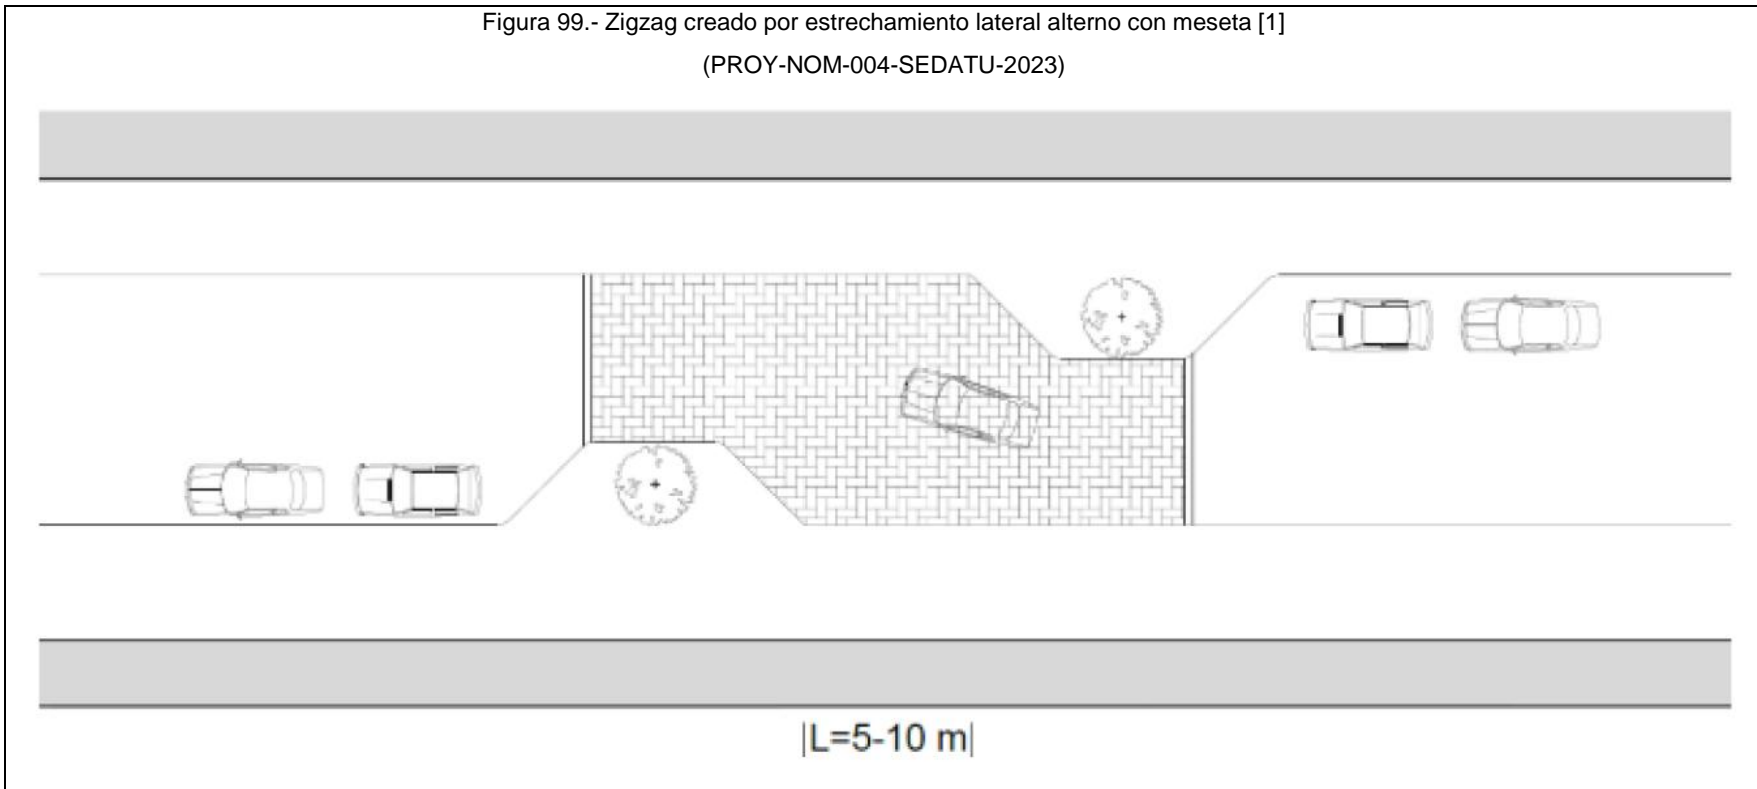 Figura 99.- Zigzag creado por estrechamiento lateral alterno con meseta [1]
(PROY-NOM-004-SEDATU-2023)
|L=5-10 m|